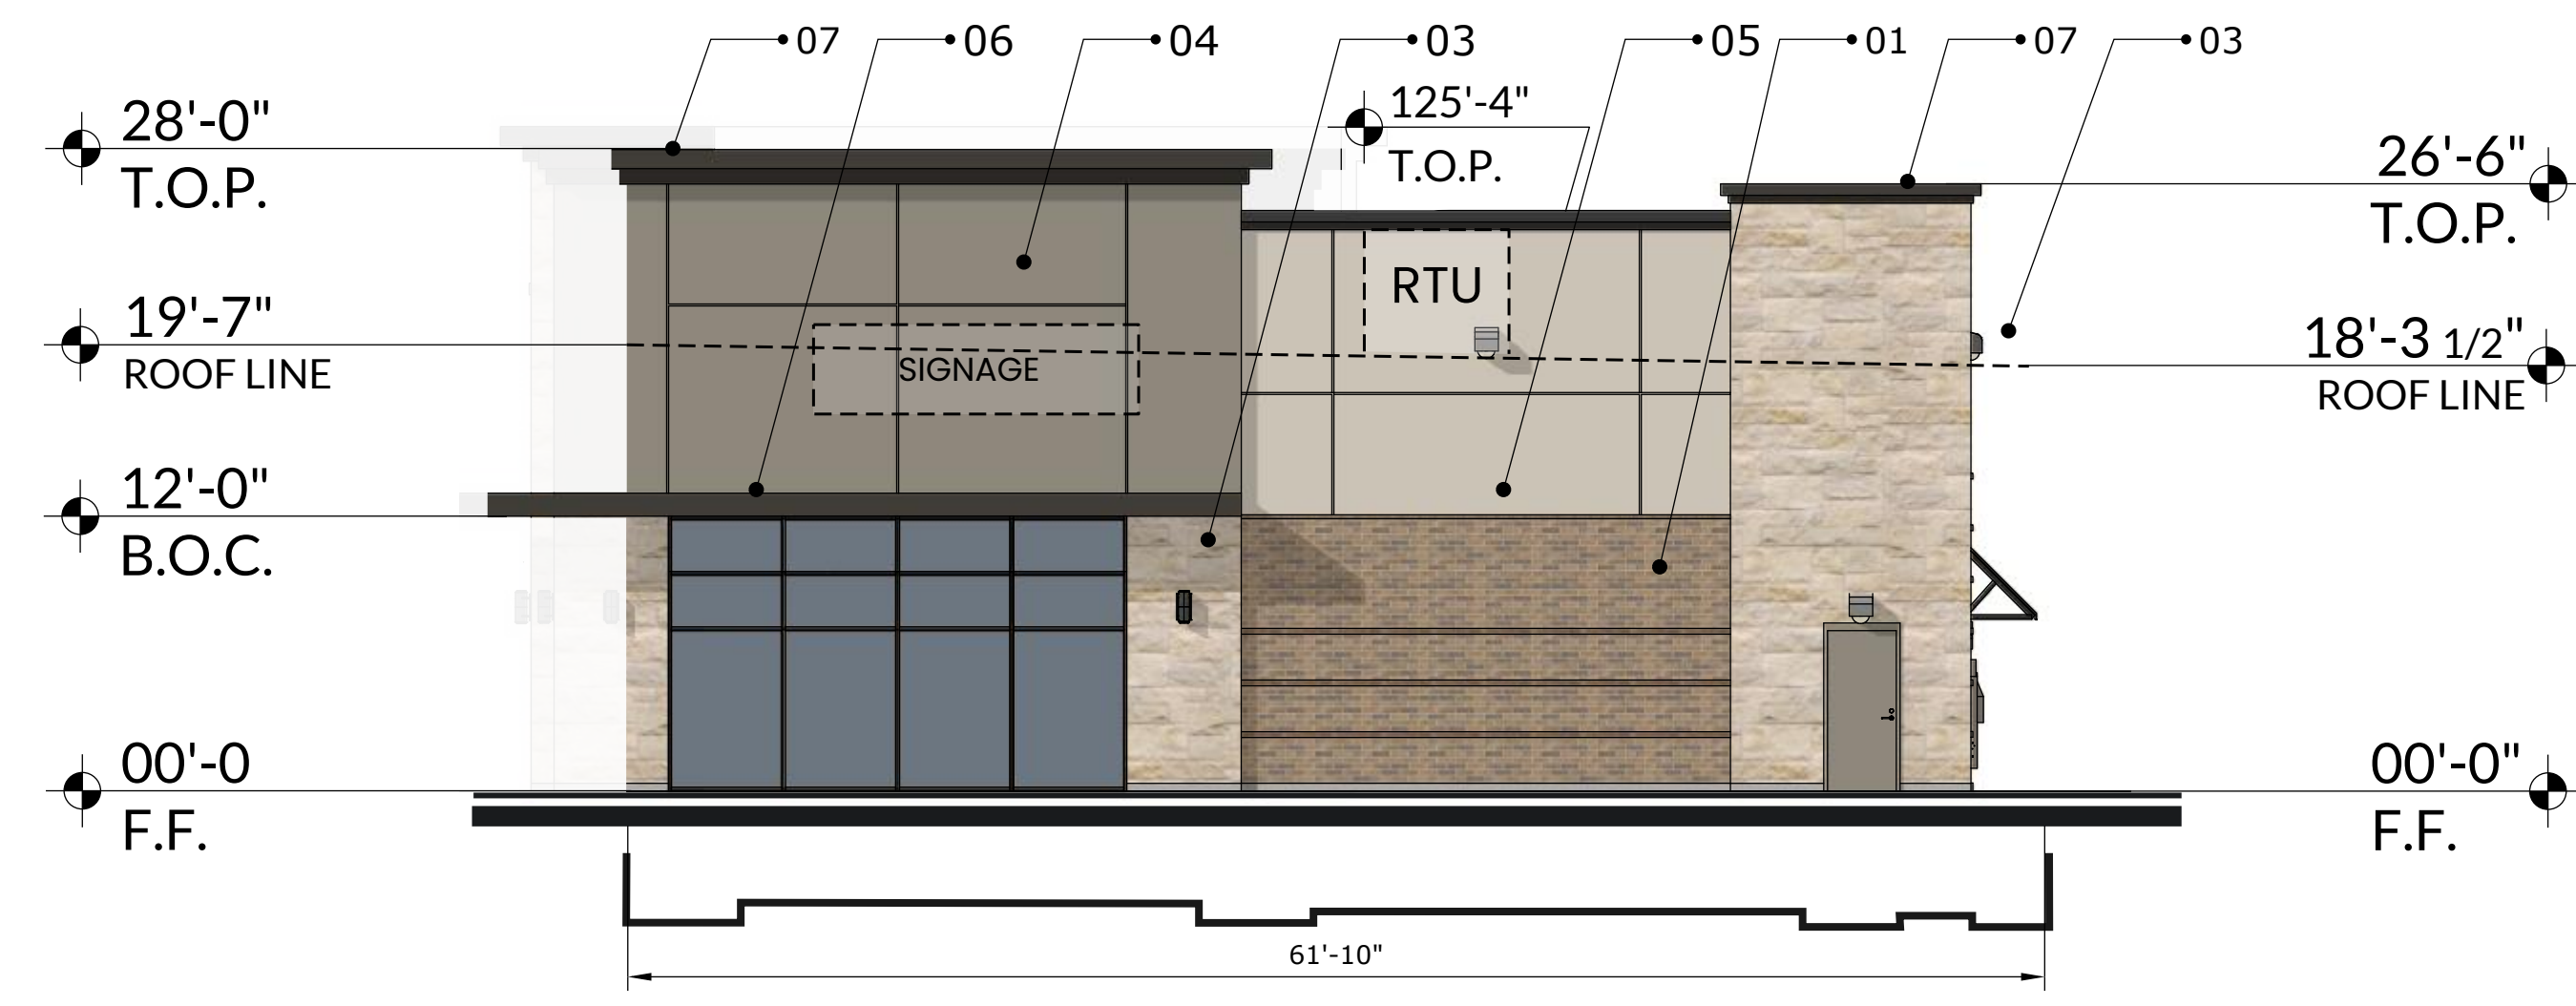 07
06
04
03
05
01
07
03
28'-0"
T.O.P.
125'-4"
T.O.P.
26'-6"
T.O.P.
RTU
19'-7"
ROOF LINE
SIGNAGE
18'-3 1/2"
ROOF LINE
12'-0"
B.O.C.
00'-0
F.F.
00'-0"
F.F.
61'-10"